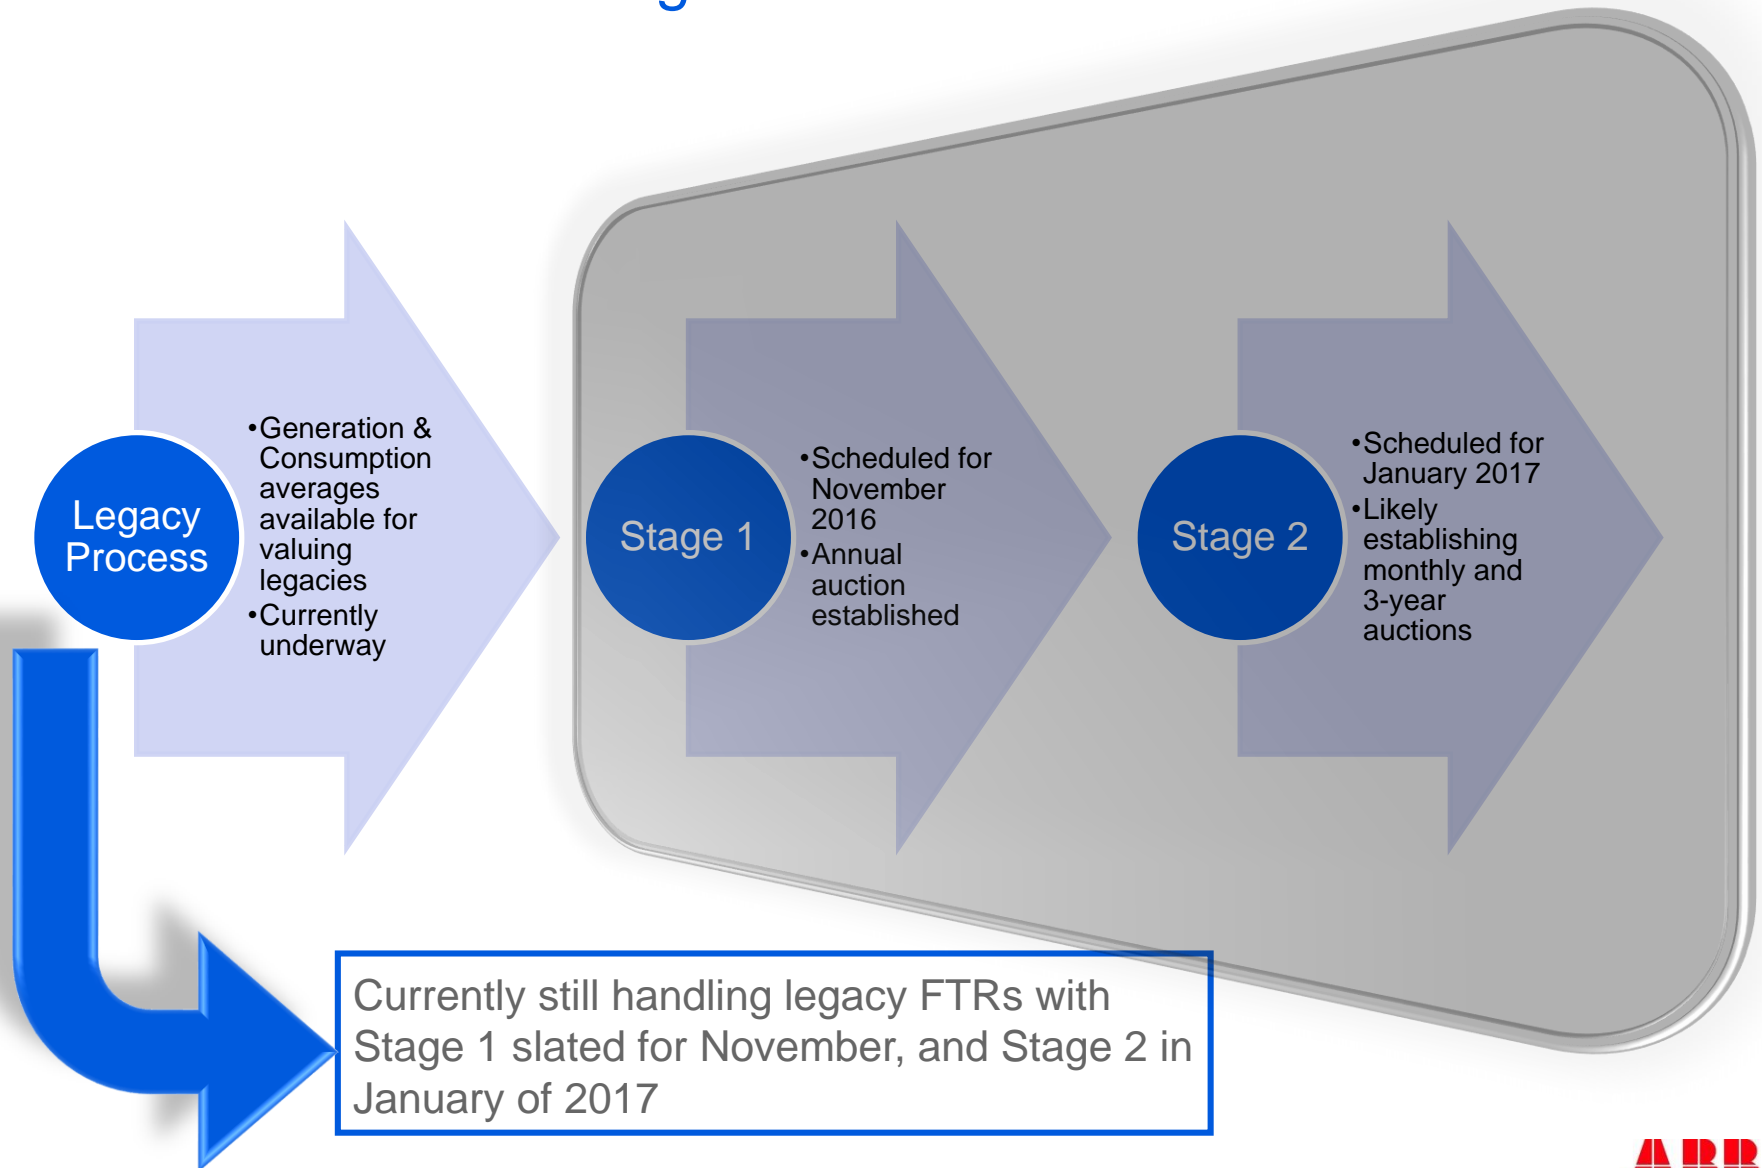 Legacy
Process
•Generation &
Consumption
averages
available for
valuing
legacies
•Currently
underway
Stage 1
•Scheduled for
November
2016
•Annual
auction
established
Stage 2
•Scheduled for
January 2017
•Likely
establishing
monthly and
3-year
auctions
Currently still handling legacy FTRs with
Stage 1 slated for November, and Stage 2 in
January of 2017
ABB